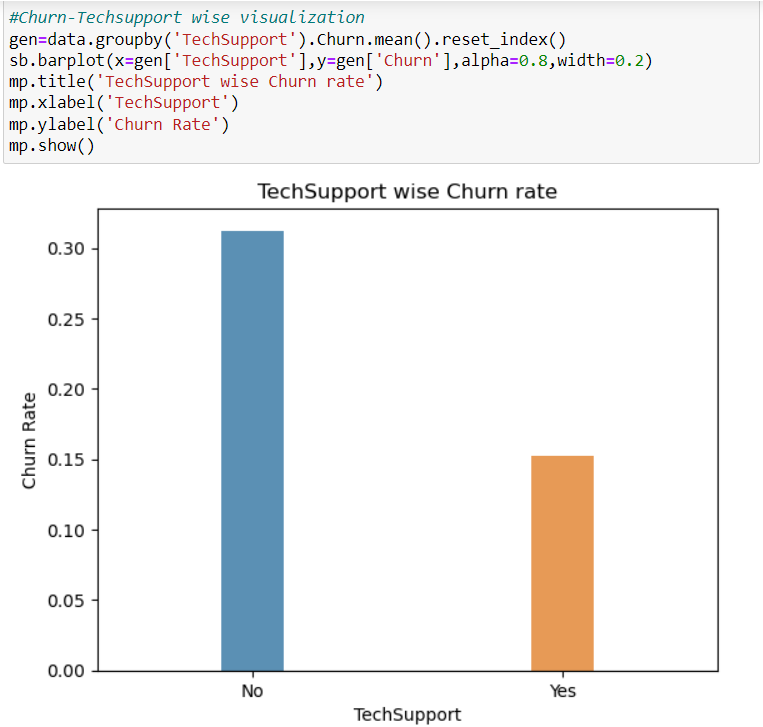 #Churn-Techsupport wise visualization
gen=data.groupby('TechSupport').Churn.mean().reset_index()
sb.barplot(x=gen['TechSupport'],y=gen['Churn'],alpha=0.8,width=0.2)
mp.title('TechSupport wise Churn rate')
mp.xlabel('TechSupport')
mp.ylabel('Churn Rate')
mp.show()
TechSupport wise Churn rate
0.30
0.25
0.20
0.15
0.10
0.05
0.00
Churn Rate
No Yes
TechSupport